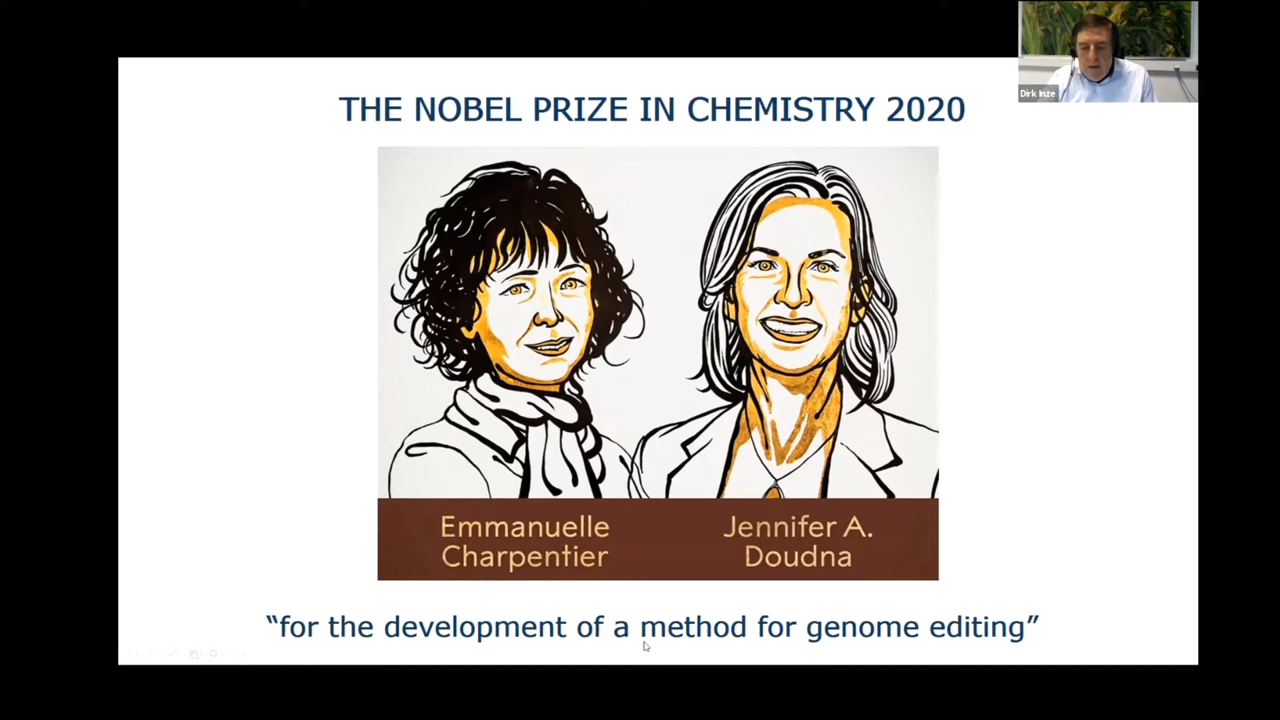 Dirk Inze
THE NOBEL PRIZE IN CHEMISTRY 2020
Emmanuelle
Charpentier
Jennifer A.
Doudna
“for the development of a method for genome editing”